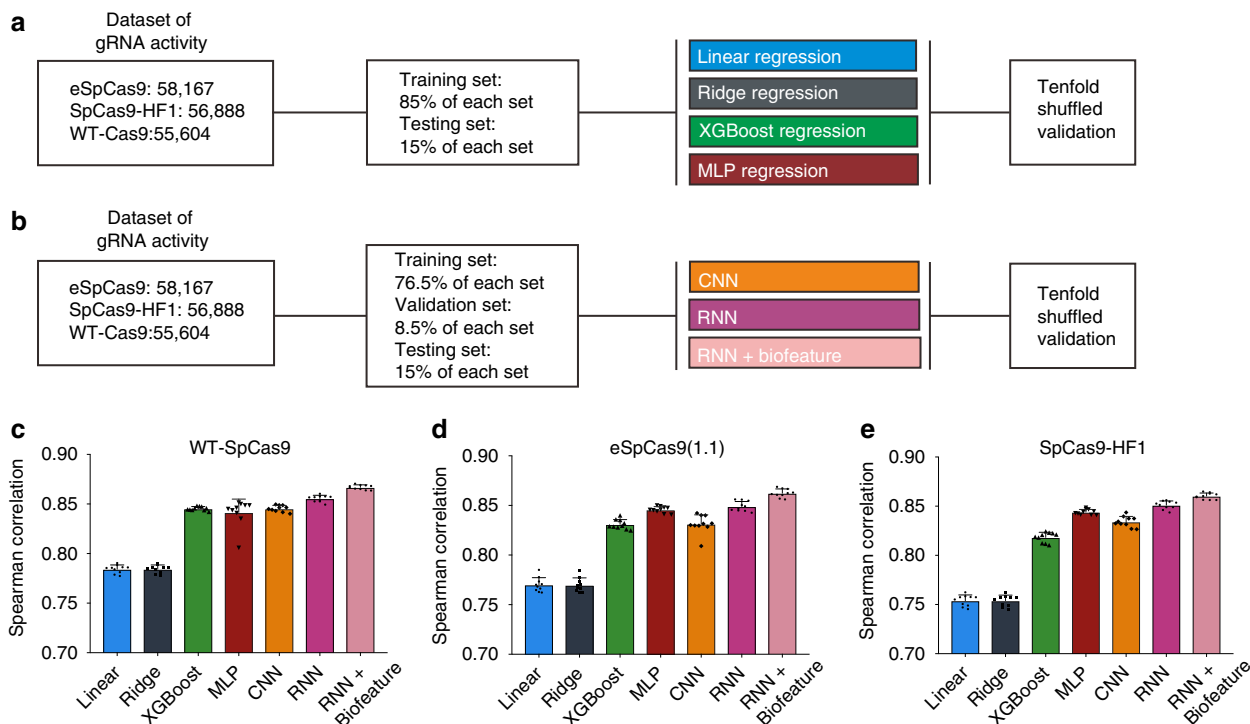 a
Dataset of
gRNA activity
eSpCas9: 58,167
SpCas9-HF1: 56,888
WT-Cas9:55,604
Training set:
85% of each set
Testing set:
15% of each set
Linear regression
Ridge regression
XGBoost regression
MLP regression
Tenfold
shuffled
validation
b
Dataset of
gRNA activity
eSpCas9: 58,167
SpCas9-HF1: 56,888
WT-Cas9:55,604
Training set:
76.5% of each set
Validation set:
8.5% of each set
Testing set:
15% of each set
CNN
RNN
RNN + biofeature
Tenfold
shuffled
validation
c
WT-SpCas9
Spearman correlation
0.90
0.85
0.80
0.75
0.70
Linear
Ridge
XGBoost
MLP
CNN
RNN
RNN +
Biofeature
d
eSpCas9(1.1)
Spearman correlation
0.90
0.85
0.80
0.75
0.70
Linear
Ridge
XGBoost
MLP
CNN
RNN
RNN +
Biofeature
e
SpCas9-HF1
Spearman correlation
0.90
0.85
0.80
0.75
0.70
Linear
Ridge
XGBoost
MLP
CNN
RNN
RNN +
Biofeature